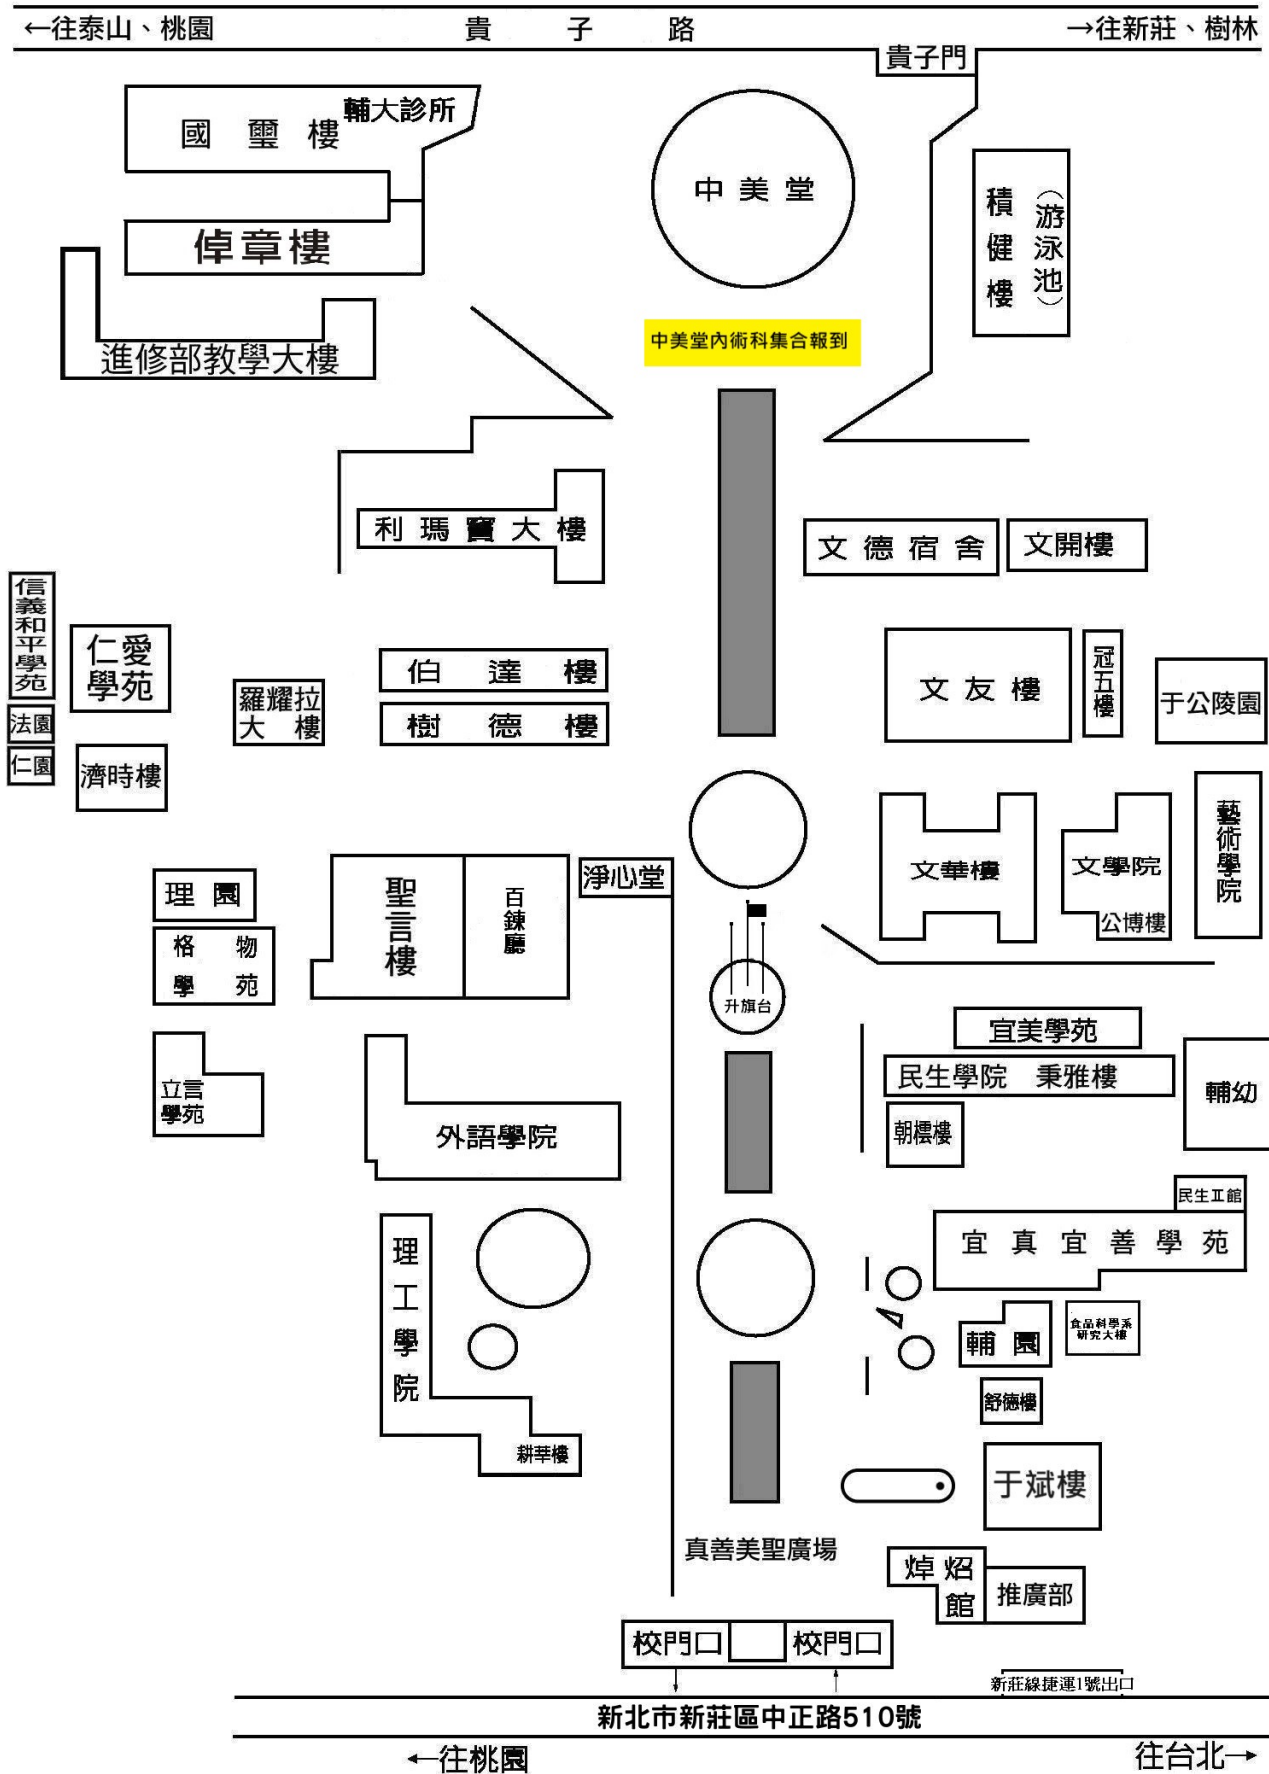 ←往泰山、桃園
貴子路
→往新莊、樹林
貴子門
輔大診所
國璽樓
中美堂
積健樓
(游泳池)
倬章樓
中美堂內術科集合報到
進修部教學大樓
利瑪竇大樓
文德宿舍
文開樓
信義和平學苑
仁愛
學苑
伯達樓
文友樓
冠五樓
于公陵園
羅耀拉
大樓
樹德樓
法園
仁園
濟時樓
藝術學院
淨心堂
文華樓
文學院
聖言樓
百鍊廳
理園
公博樓
格物
學苑
升旗台
宜美學苑
立言
學苑
民生學院 秉雅樓
輔幼
外語學院
朝橒樓
民生工館
理工學院
宜真宜善學苑
輔園
食品科學系
研究大樓
舒德樓
耕莘樓
于斌樓
真善美聖廣場
焯炤
館
推廣部
校門口
校門口
新莊線捷運1號出口
新北市新莊區中正路510號
←往桃園
往台北→